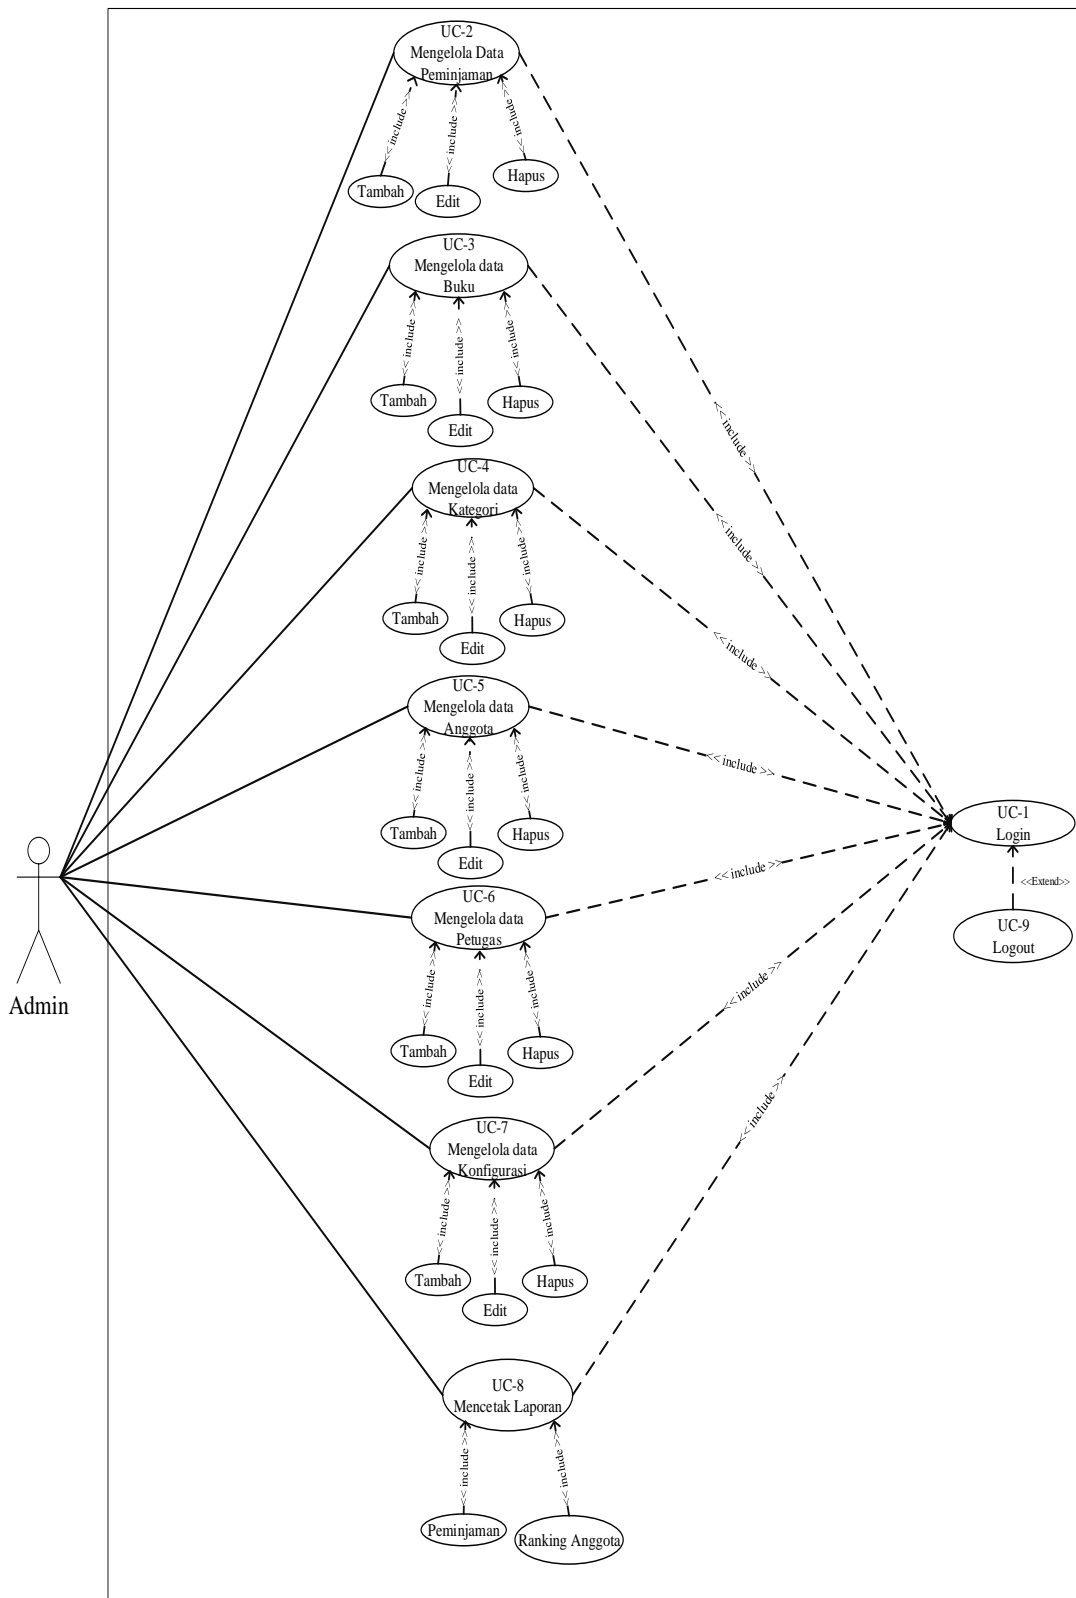 UC-2
Mengelola Data
Peminjaman
<< include >>
<< include >>
<< include >>
Tambah
Edit
Hapus
<< include >>
UC-3
Mengelola data
Buku
<< include >>
<< include >>
<< include >>
Tambah
Edit
Hapus
<< include >>
UC-4
Mengelola data
Kategori
<< include >>
<< include >>
<< include >>
Tambah
Edit
Hapus
<< include >>
UC-5
Mengelola data
Anggota
<< include >>
<< include >>
<< include >>
Tambah
Edit
Hapus
<< include >>
UC-1
Login
<<Extend>>
UC-9
Logout
Admin
UC-6
Mengelola data
Petugas
<< include >>
<< include >>
<< include >>
Tambah
Edit
Hapus
<< include >>
UC-7
Mengelola data
Konfigurasi
<< include >>
<< include >>
<< include >>
Tambah
Edit
Hapus
<< include >>
UC-8
Mencetak Laporan
<< include >>
<< include >>
Peminjaman
Ranking Anggota
<< include >>